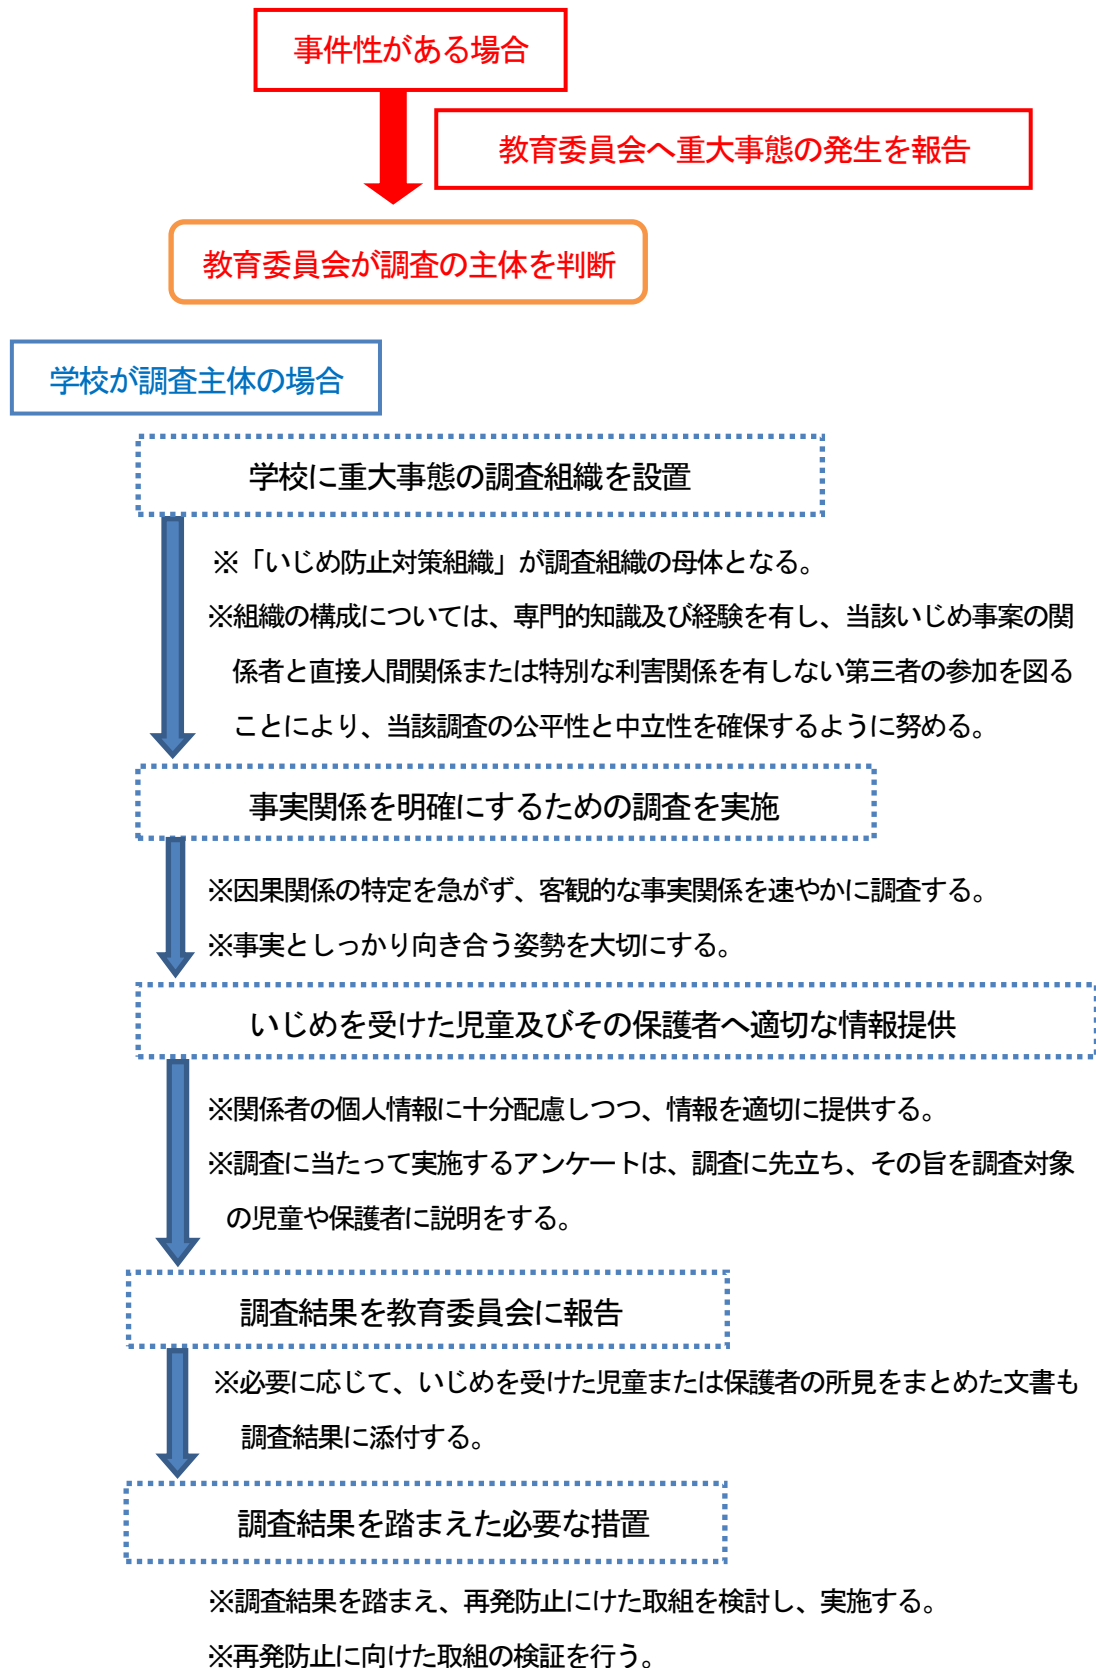 事件性がある場合
教育委員会へ重大事態の発生を報告
教育委員会が調査の主体を判断
学校が調査主体の場合
学校に重大事態の調査組織を設置
※「いじめ防止対策組織」が調査組織の母体となる。
※組織の構成については、専門的知識及び経験を有し、当該いじめ事案の関
係者と直接人間関係または特別な利害関係を有しない第三者の参加を図る
ことにより、当該調査の公平性と中立性を確保するように努める。
事実関係を明確にするための調査を実施
※因果関係の特定を急がず、客観的な事実関係を速やかに調査する。
※事実としっかり向き合う姿勢を大切にする。
いじめを受けた児童及びその保護者へ適切な情報提供
※関係者の個人情報に十分配慮しつつ、情報を適切に提供する。
※調査に当たって実施するアンケートは、調査に先立ち、その旨を調査対象
の児童や保護者に説明をする。
調査結果を教育委員会に報告
※必要に応じて、いじめを受けた児童または保護者の所見をまとめた文書も
調査結果に添付する。
調査結果を踏まえた必要な措置
※調査結果を踏まえ、再発防止にけた取組を検討し、実施する。
※再発防止に向けた取組の検証を行う。